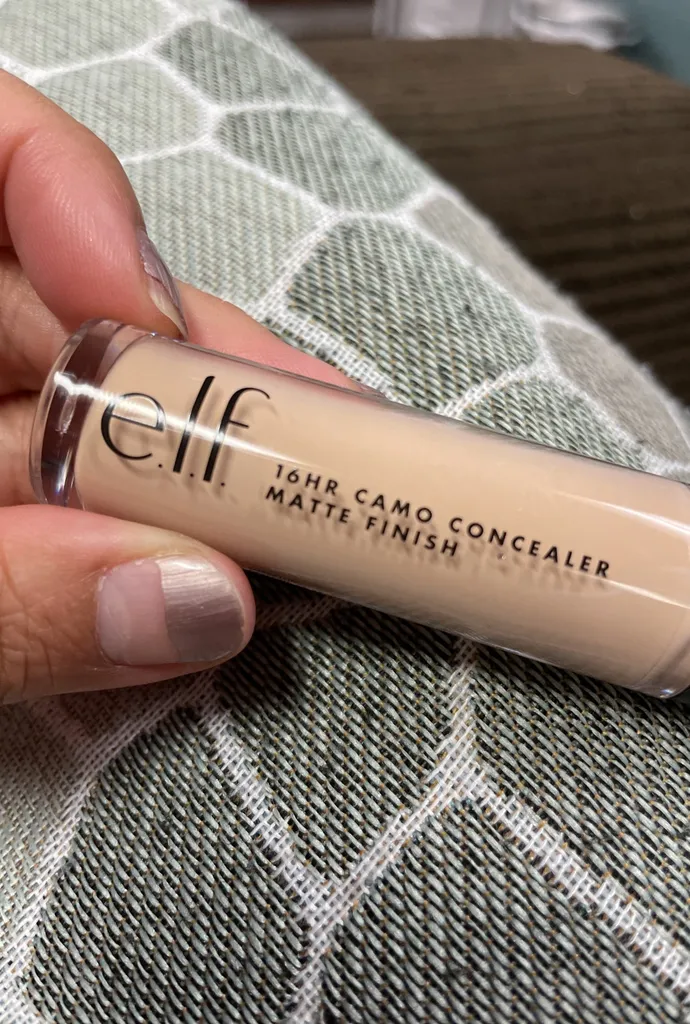 e.l.f.
16HR CAMO CONCEALER
MATTE FINISH